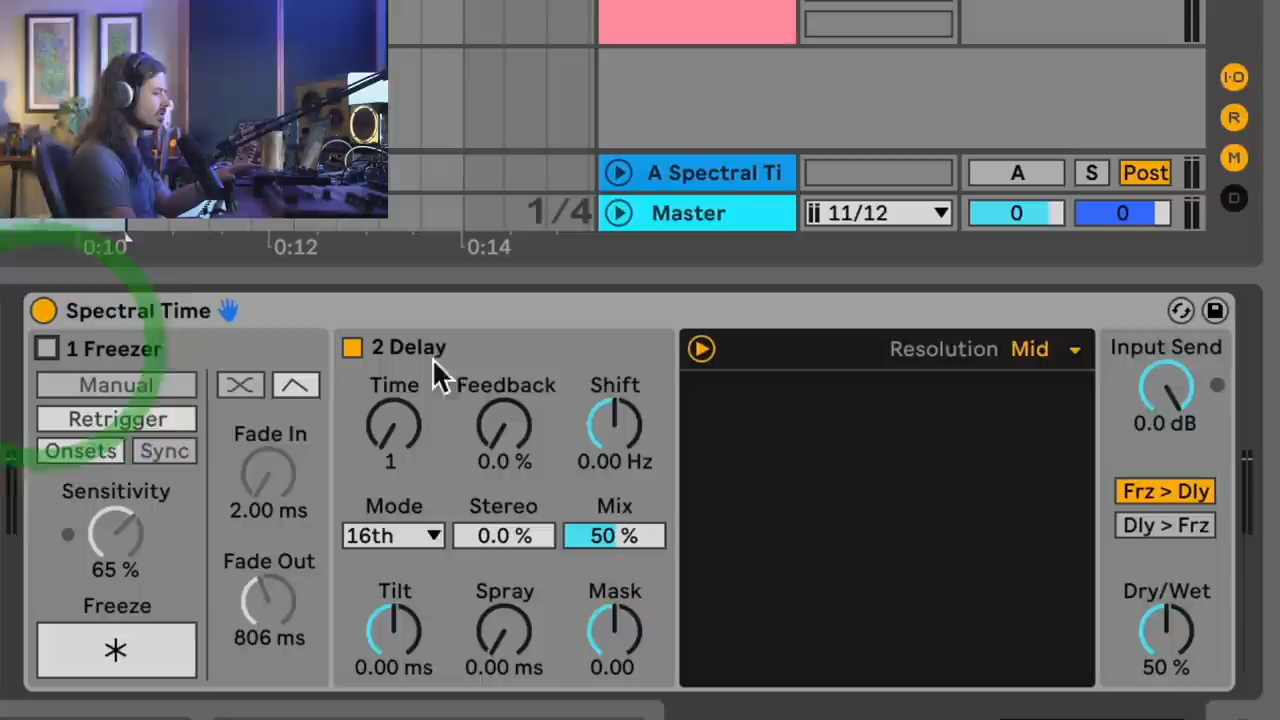 I·O
R
M
D
A Spectral Ti
A
S
Post
1/4
Master
11/12
0
0
0:10
0:12
0:14
Spectral Time
1 Freezer
Manual
Retrigger
Onsets
Sync
Sensitivity
65 %
Freeze
*
Fade In
2.00 ms
Fade Out
806 ms
2 Delay
Time
Feedback
Shift
1
0.0 %
0.00 Hz
Mode
Stereo
Mix
16th
0.0 %
50 %
Tilt
Spray
Mask
0.00 ms
0.00 ms
0.00
Resolution
Mid
Input Send
0.0 dB
Frz > Dly
Dly > Frz
Dry/Wet
50 %